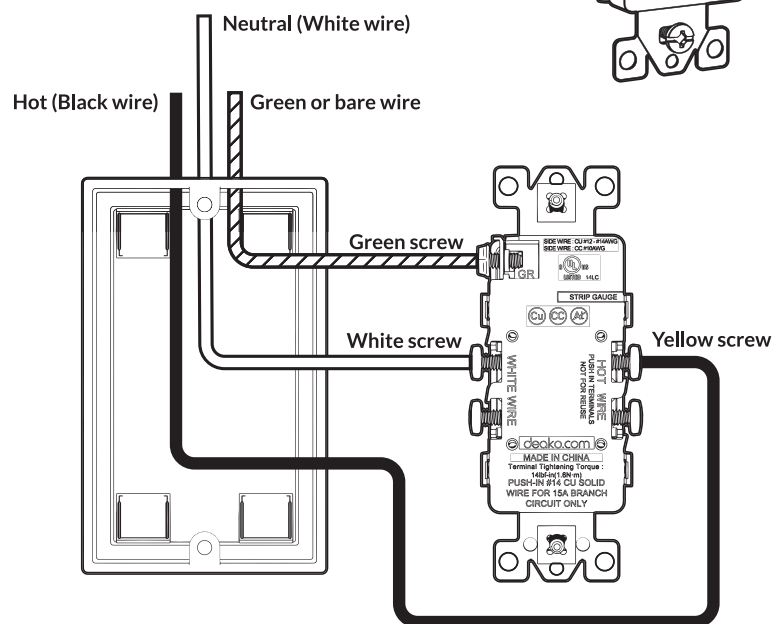 Neutral (White wire)
Hot (Black wire)
Green or bare wire
Green screw
SIDE WIRE : CU #12 - #14AWG
SIDE WIRE : CC #10AWG
GR
UL
LISTED
14LC
STRIP GAUGE
Cu CC
White screw
Yellow screw
WHITE WIRE
HOT WIRE
PUSH IN TERMINALS
NOT FOR REUSE
deako.com
MADE IN CHINA
Terminal Tightening Torque :
14lbf-in(1.6N·m)
PUSH-IN #14 CU SOLID
WIRE FOR 15A BRANCH
CIRCUIT ONLY